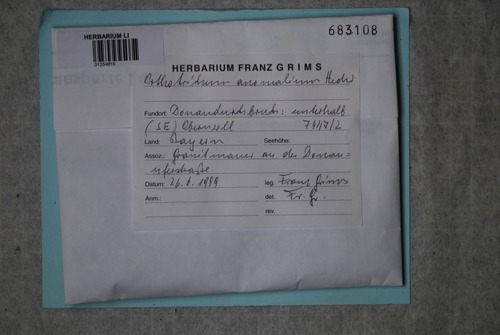 683108
HERBARIUM LI
HERBARIUM FRANZ GRIMS
Orthotrichum anomalum Hedw
Fundort: Donaudurchbruch: unterhalb
(SE) Obernzell 7447/2
Land: Bayern Seehöhe:
Assoz.: Granitmauer an der Donau-
uferstraße
Datum: 26.8.1999 leg. Franz Grims
Anm.: det. Fr. Gr.
rev.